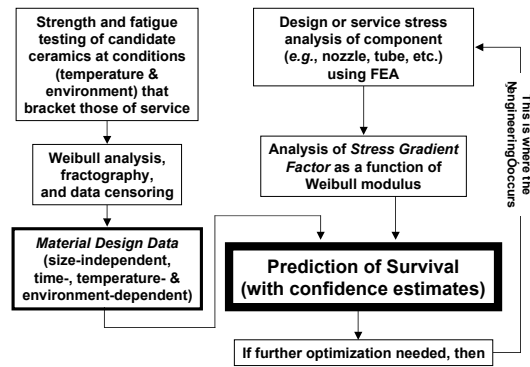 Strength and fatigue
testing of candidate
ceramics at conditions
(temperature &
environment) that
bracket those of service
Weibull analysis,
fractography,
and data censoring
Material Design Data
(size-independent,
time-, temperature- &
environment-dependent)
Design or service stress
analysis of component
(e.g., nozzle, tube, etc.)
using FEA
Analysis of Stress Gradient
Factor as a function of
Weibull modulus
Prediction of Survival
(with confidence estimates)
If further optimization needed, then
This is where the
ÒengineeringÓ occurs